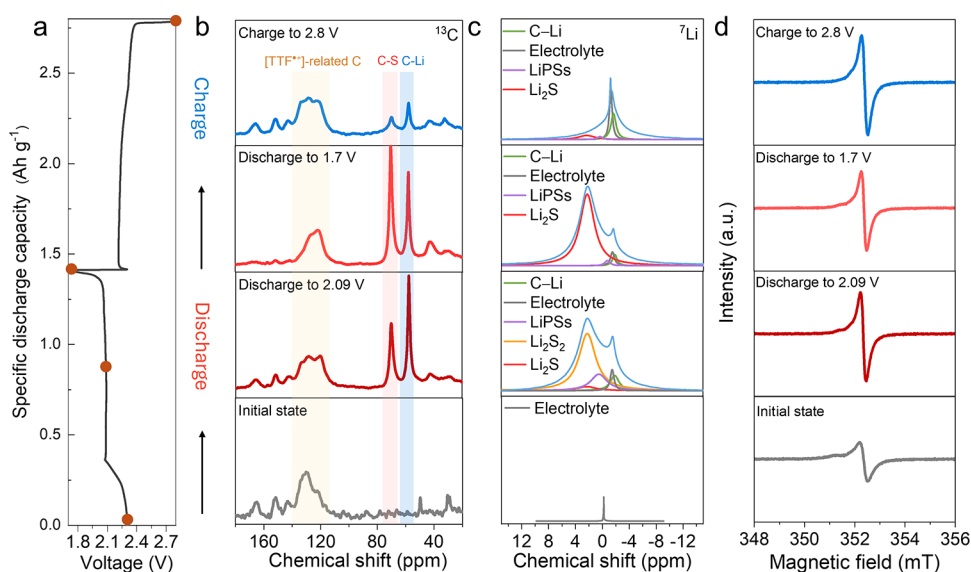 a
Specific discharge capacity (Ah g⁻¹)
2.5
2.0
1.5
1.0
0.5
0.0
1.8 2.1 2.4 2.7
Voltage (V)
Charge
Discharge
b
Charge to 2.8 V
¹³C
[TTF•⁺]-related C
C-S
C-Li
Discharge to 1.7 V
Discharge to 2.09 V
Initial state
160 120 80 40
Chemical shift (ppm)
c
⁷Li
C–Li
Electrolyte
LiPSs
Li₂S
C–Li
Electrolyte
LiPSs
Li₂S
C–Li
Electrolyte
LiPSs
Li₂S₂
Li₂S
Electrolyte
12 8 4 0 -4 -8 -12
Chemical shift (ppm)
d
Intensity (a.u.)
Charge to 2.8 V
Discharge to 1.7 V
Discharge to 2.09 V
Initial state
348 350 352 354 356
Magnetic field (mT)